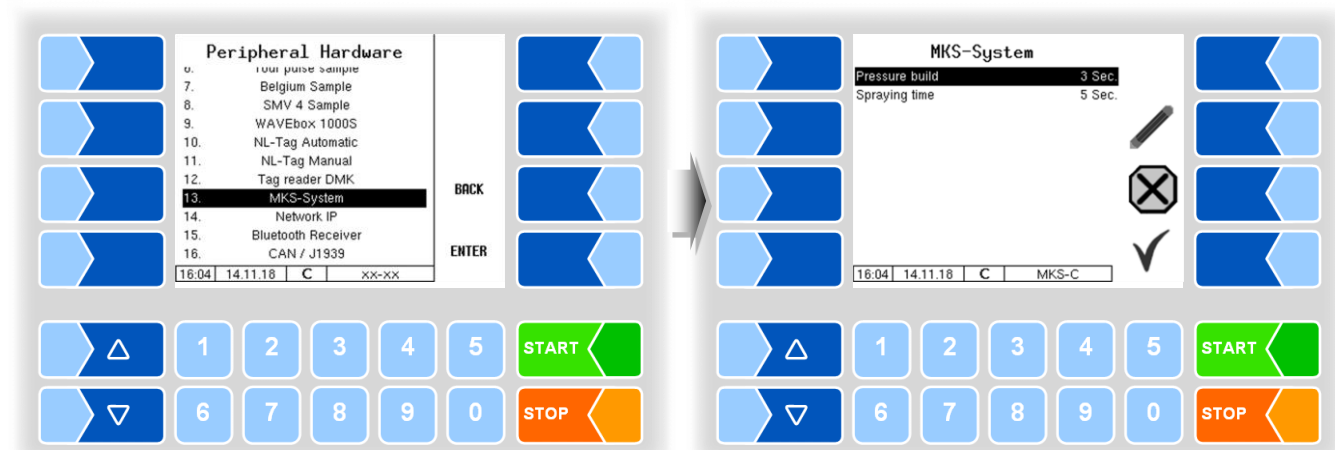 Peripheral Hardware
6. Four pulse sample
7. Belgium Sample
8. SMV 4 Sample
9. WAVEbox 1000S
10. NL-Tag Automatic
11. NL-Tag Manual
12. Tag reader DMK
13. MKS-System
14. Network IP
15. Bluetooth Receiver
16. CAN / J1939
BACK
ENTER
16:04 14.11.18 C xx-xx
1 2 3 4 5 START
6 7 8 9 0 STOP
MKS-System
Pressure build 3 Sec.
Spraying time 5 Sec.
16:04 14.11.18 C MKS-C
1 2 3 4 5 START
6 7 8 9 0 STOP